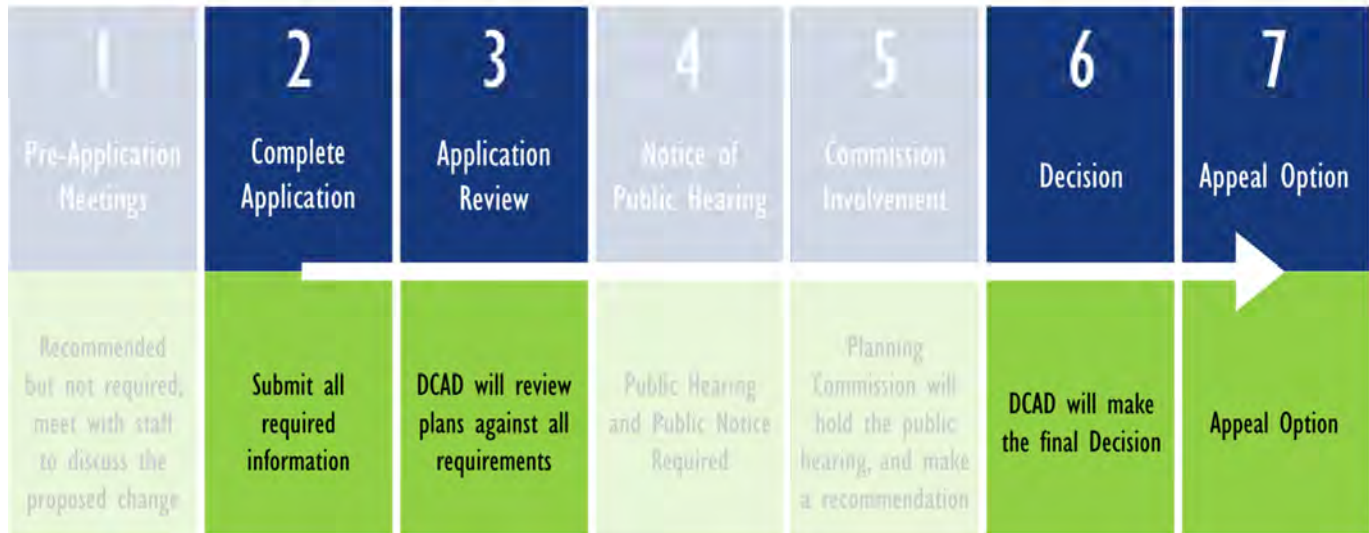 1
Pre-Application
Meetings
Recommended
but not required,
meet with staff
to discuss the
proposed change
2
Complete
Application
Submit all
required
information
3
Application
Review
DCAD will review
plans against all
requirements
4
Notice of
Public Hearing
Public Hearing
and Public Notice
Required
5
Commission
Involvement
Planning
Commission will
hold the public
hearing, and make
a recommendation
6
Decision
DCAD will make
the final Decision
7
Appeal Option
Appeal Option